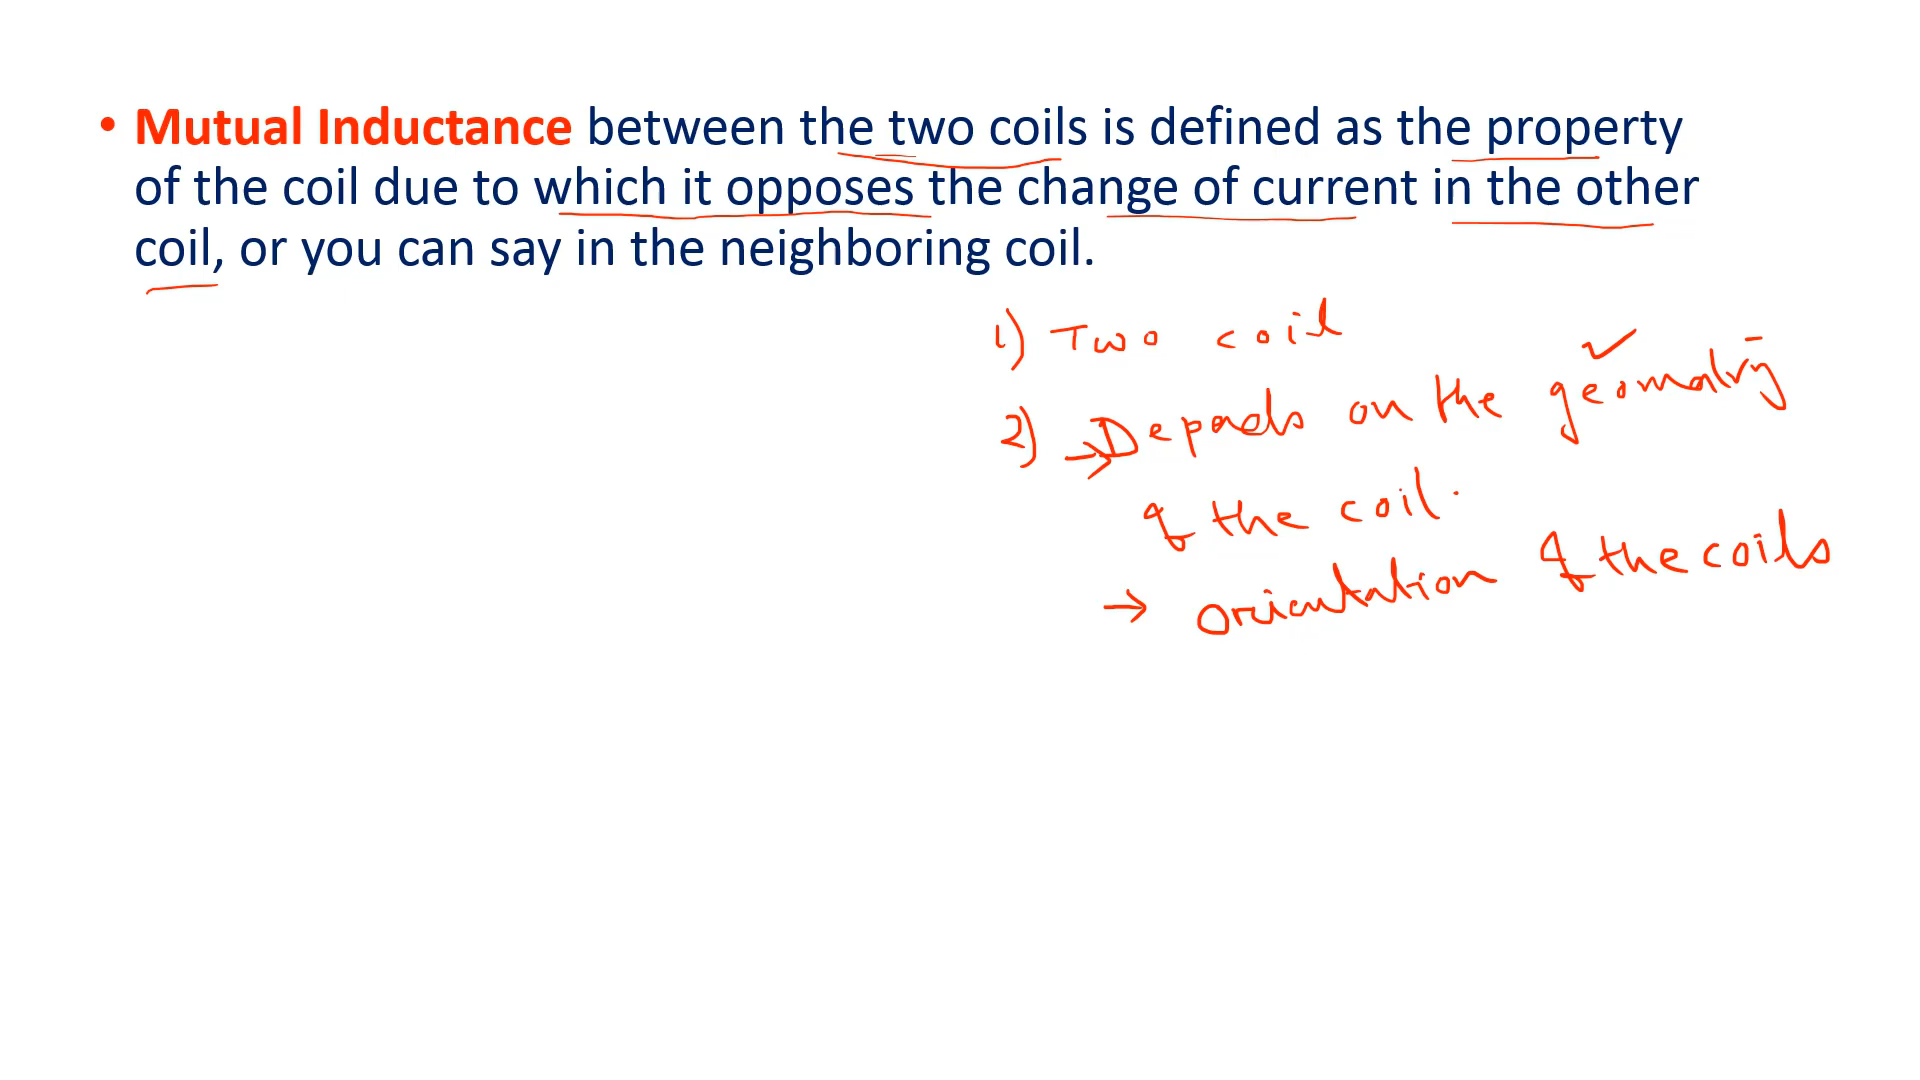 • Mutual Inductance between the two coils is defined as the property
of the coil due to which it opposes the change of current in the other
coil, or you can say in the neighboring coil.
1) Two coil
2) → Depends on the geomatry
of the coil.
→ orientation of the coils